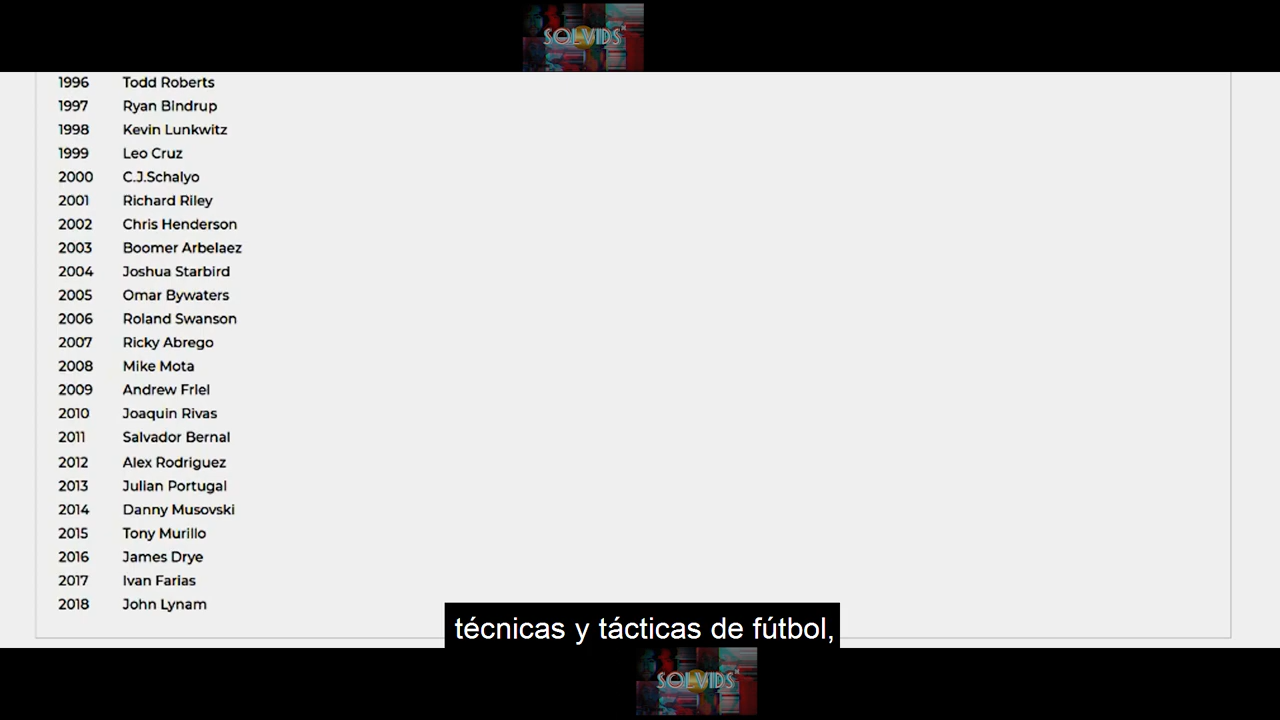 SOLVIDS
1996 Todd Roberts
1997 Ryan Bindrup
1998 Kevin Lunkwitz
1999 Leo Cruz
2000 C.J.Schalyo
2001 Richard Riley
2002 Chris Henderson
2003 Boomer Arbelaez
2004 Joshua Starbird
2005 Omar Bywaters
2006 Roland Swanson
2007 Ricky Abrego
2008 Mike Mota
2009 Andrew Friel
2010 Joaquin Rivas
2011 Salvador Bernal
2012 Alex Rodriguez
2013 Julian Portugal
2014 Danny Musovski
2015 Tony Murillo
2016 James Drye
2017 Ivan Farias
2018 John Lynam
técnicas y tácticas de fútbol,
SOLVIDS